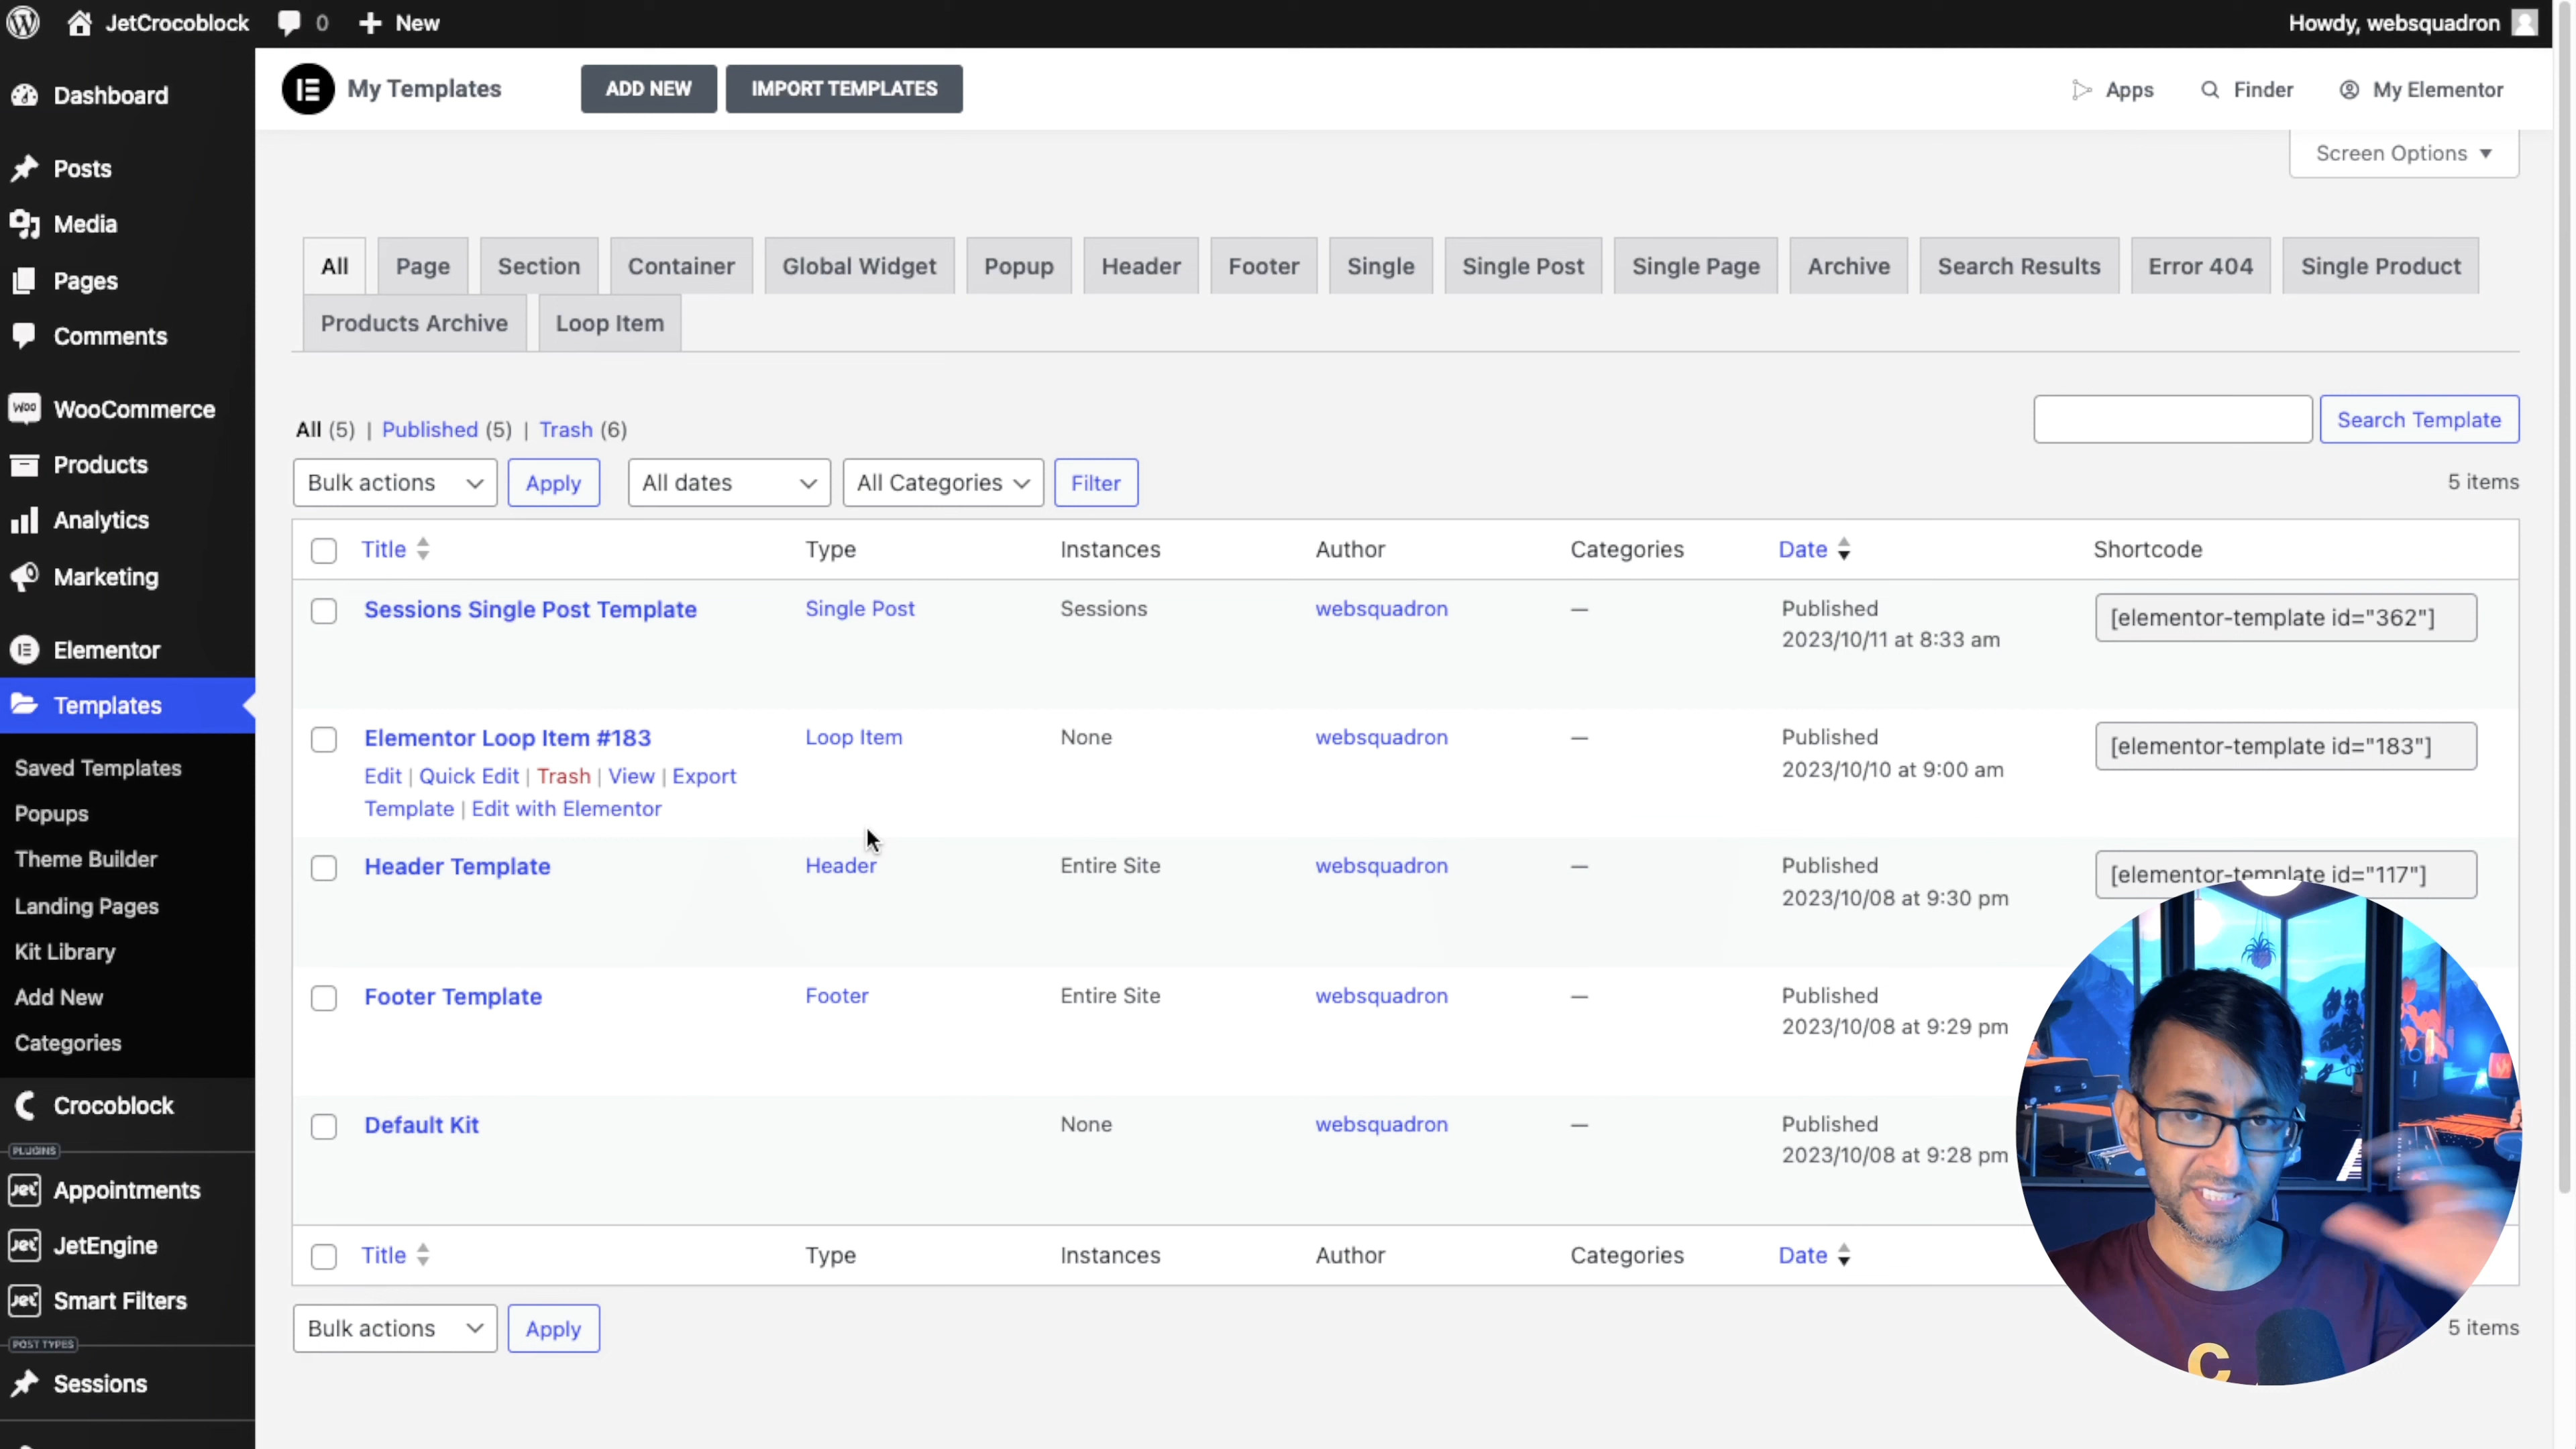 JetCrocoblock 0 New Howdy, websquadron
Dashboard
Posts
Media
Pages
Comments
WOO WooCommerce
Products
Analytics
Marketing
Elementor
Templates
Saved Templates
Popups
Theme Builder
Landing Pages
Kit Library
Add New
Categories
Crocoblock
PLUGINS
Jet Appointments
Jet JetEngine
Jet Smart Filters
POST TYPES
Sessions
My Templates ADD NEW IMPORT TEMPLATES Apps Finder My Elementor
Screen Options ▼
All Page Section Container Global Widget Popup Header Footer Single Single Post Single Page Archive Search Results Error 404 Single Product
Products Archive Loop Item
All (5) | Published (5) | Trash (6) Search Template
Bulk actions Apply All dates All Categories Filter 5 items
Title Type Instances Author Categories Date Shortcode
Sessions Single Post Template Single Post Sessions websquadron — Published [elementor-template id="362"]
2023/10/11 at 8:33 am
Elementor Loop Item #183 Loop Item None websquadron — Published [elementor-template id="183"]
Edit | Quick Edit | Trash | View | Export 2023/10/10 at 9:00 am
Template | Edit with Elementor
Header Template Header Entire Site websquadron — Published [elementor-template id="117"]
2023/10/08 at 9:30 pm
Footer Template Footer Entire Site websquadron — Published
2023/10/08 at 9:29 pm
Default Kit None websquadron — Published
2023/10/08 at 9:28 pm
Title Type Instances Author Categories Date
Bulk actions Apply 5 items
C